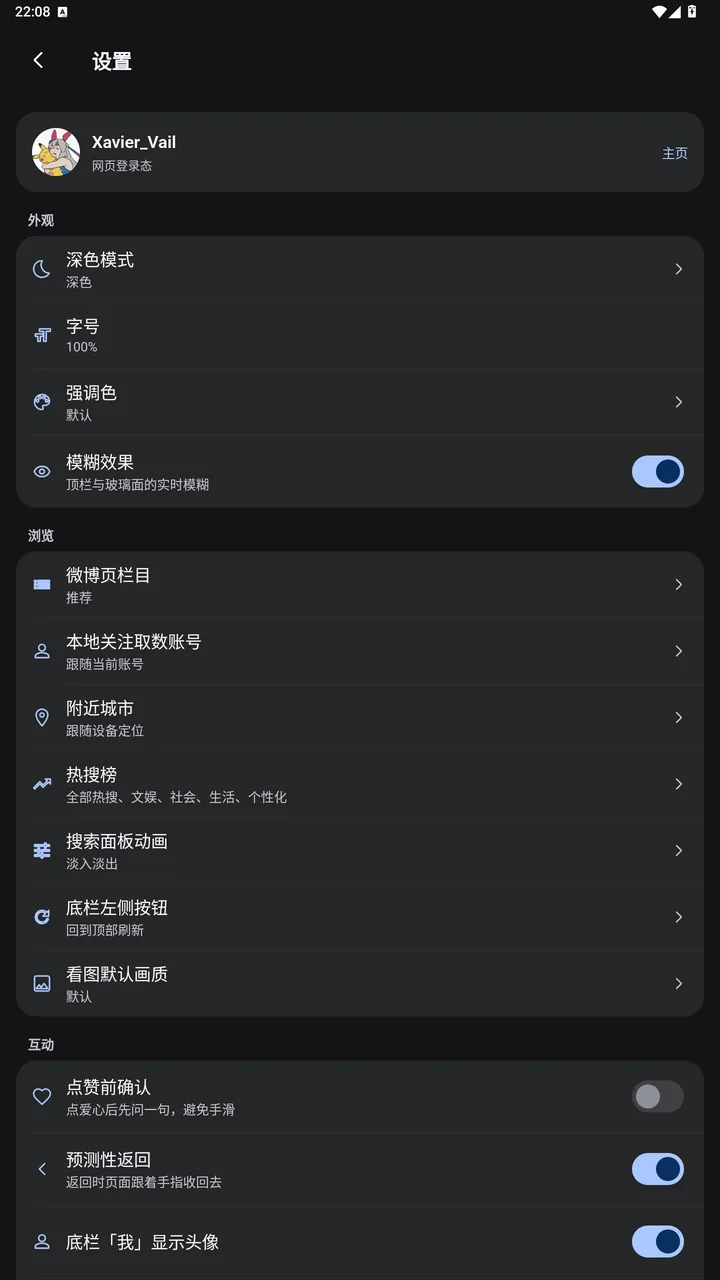 22:08
设置
Xavier_Vail
网页登录态
主页
外观
深色模式
深色
字号
100%
强调色
默认
模糊效果
顶栏与玻璃面的实时模糊
浏览
微博页栏目
推荐
本地关注取数账号
跟随当前账号
附近城市
跟随设备定位
热搜榜
全部热搜、文娱、社会、生活、个性化
搜索面板动画
淡入淡出
底栏左侧按钮
回到顶部刷新
看图默认画质
默认
互动
点赞前确认
点爱心后先问一句，避免手滑
预测性返回
返回时页面跟着手指收回去
底栏「我」显示头像